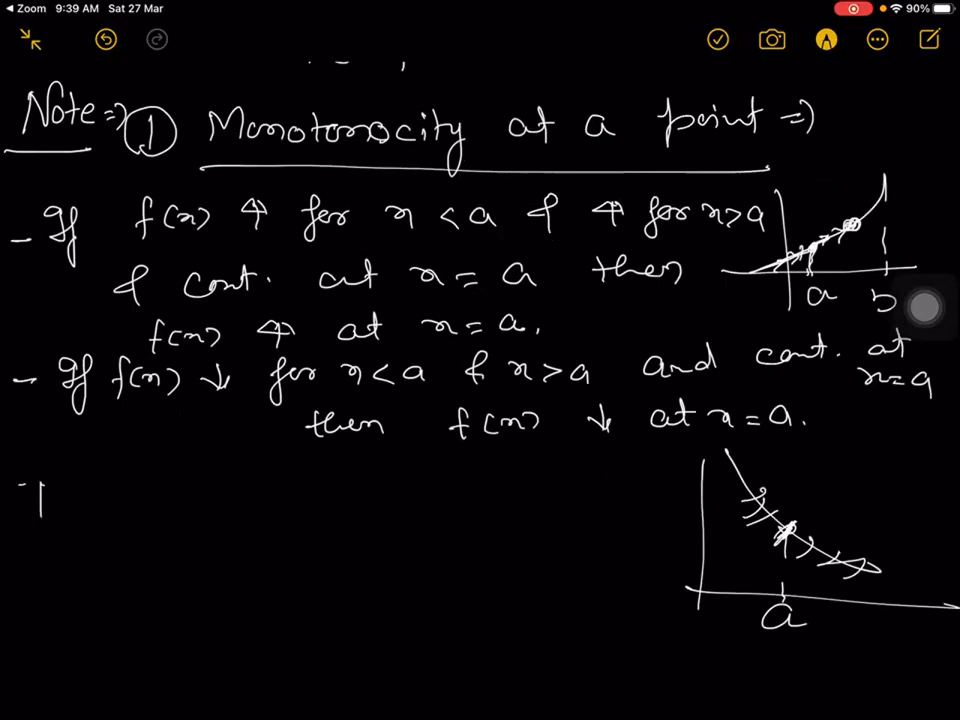 Zoom 9:39 AM Sat 27 Mar 90%
Note ⇒ ① Monotonocity at a point ⇒
- If f(x) ↑ for x < a & ↑ for x > a
& cont. at x = a then
f(x) ↑ at x = a.
a b
- If f(x) ↓ for x < a & x > a and cont. at
x = a
then f(x) ↓ at x = a.
a